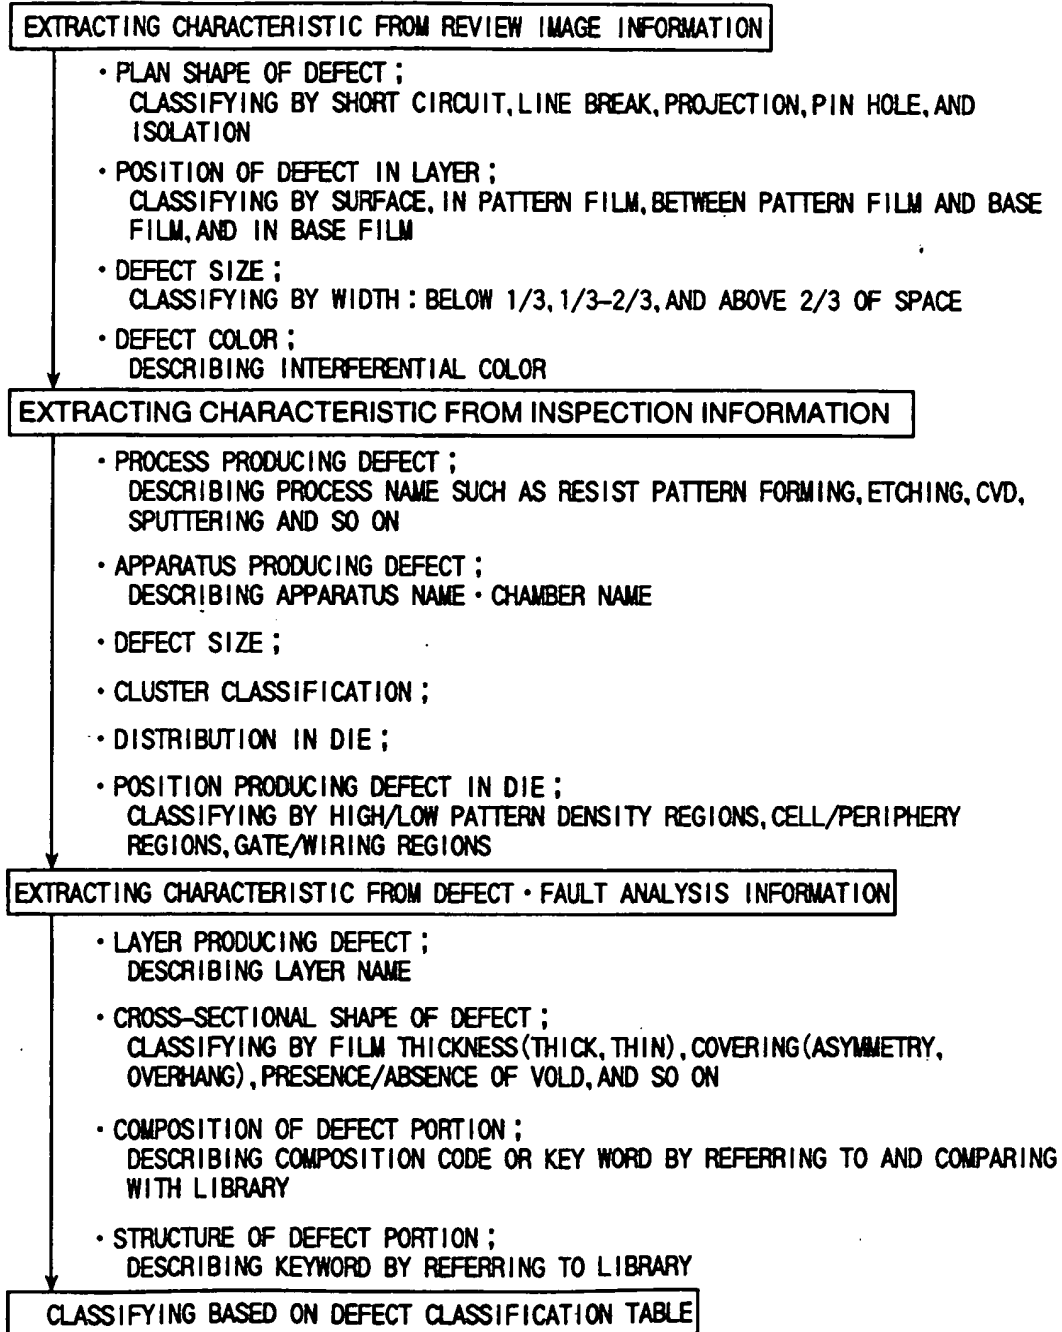 EXTRACTING CHARACTERISTIC FROM REVIEW IMAGE INFORMATION
・PLAN SHAPE OF DEFECT;
CLASSIFYING BY SHORT CIRCUIT, LINE BREAK, PROJECTION, PIN HOLE, AND
ISOLATION
・POSITION OF DEFECT IN LAYER;
CLASSIFYING BY SURFACE, IN PATTERN FILM, BETWEEN PATTERN FILM AND BASE
FILM, AND IN BASE FILM
・DEFECT SIZE;
CLASSIFYING BY WIDTH: BELOW 1/3, 1/3–2/3, AND ABOVE 2/3 OF SPACE
・DEFECT COLOR;
DESCRIBING INTERFERENTIAL COLOR
EXTRACTING CHARACTERISTIC FROM INSPECTION INFORMATION
・PROCESS PRODUCING DEFECT;
DESCRIBING PROCESS NAME SUCH AS RESIST PATTERN FORMING, ETCHING, CVD,
SPUTTERING AND SO ON
・APPARATUS PRODUCING DEFECT;
DESCRIBING APPARATUS NAME・CHAMBER NAME
・DEFECT SIZE;
・CLUSTER CLASSIFICATION;
・DISTRIBUTION IN DIE;
・POSITION PRODUCING DEFECT IN DIE;
CLASSIFYING BY HIGH/LOW PATTERN DENSITY REGIONS, CELL/PERIPHERY
REGIONS, GATE/WIRING REGIONS
EXTRACTING CHARACTERISTIC FROM DEFECT・FAULT ANALYSIS INFORMATION
・LAYER PRODUCING DEFECT;
DESCRIBING LAYER NAME
・CROSS–SECTIONAL SHAPE OF DEFECT;
CLASSIFYING BY FILM THICKNESS(THICK, THIN), COVERING(ASYMMETRY,
OVERHANG), PRESENCE/ABSENCE OF VOLD, AND SO ON
・COMPOSITION OF DEFECT PORTION;
DESCRIBING COMPOSITION CODE OR KEY WORD BY REFERRING TO AND COMPARING
WITH LIBRARY
・STRUCTURE OF DEFECT PORTION;
DESCRIBING KEYWORD BY REFERRING TO LIBRARY
CLASSIFYING BASED ON DEFECT CLASSIFICATION TABLE